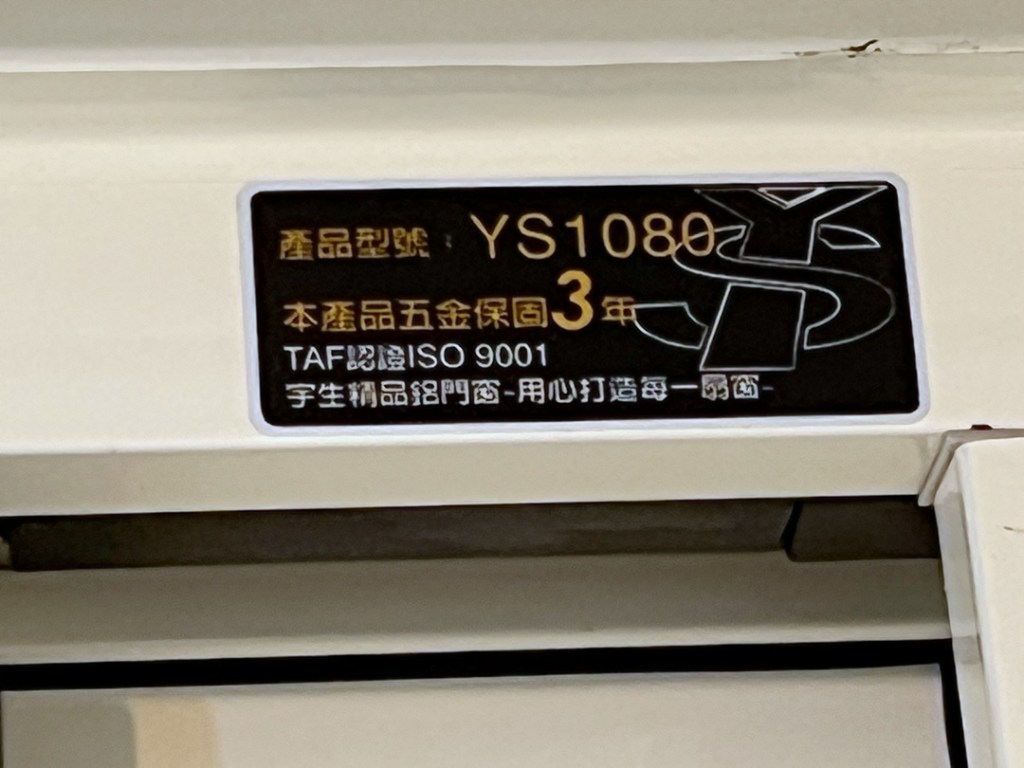 產品型號：YS1080
本產品五金保固3年
TAF認證ISO 9001
宇生精品鋁門窗-用心打造每一扇窗-
YS